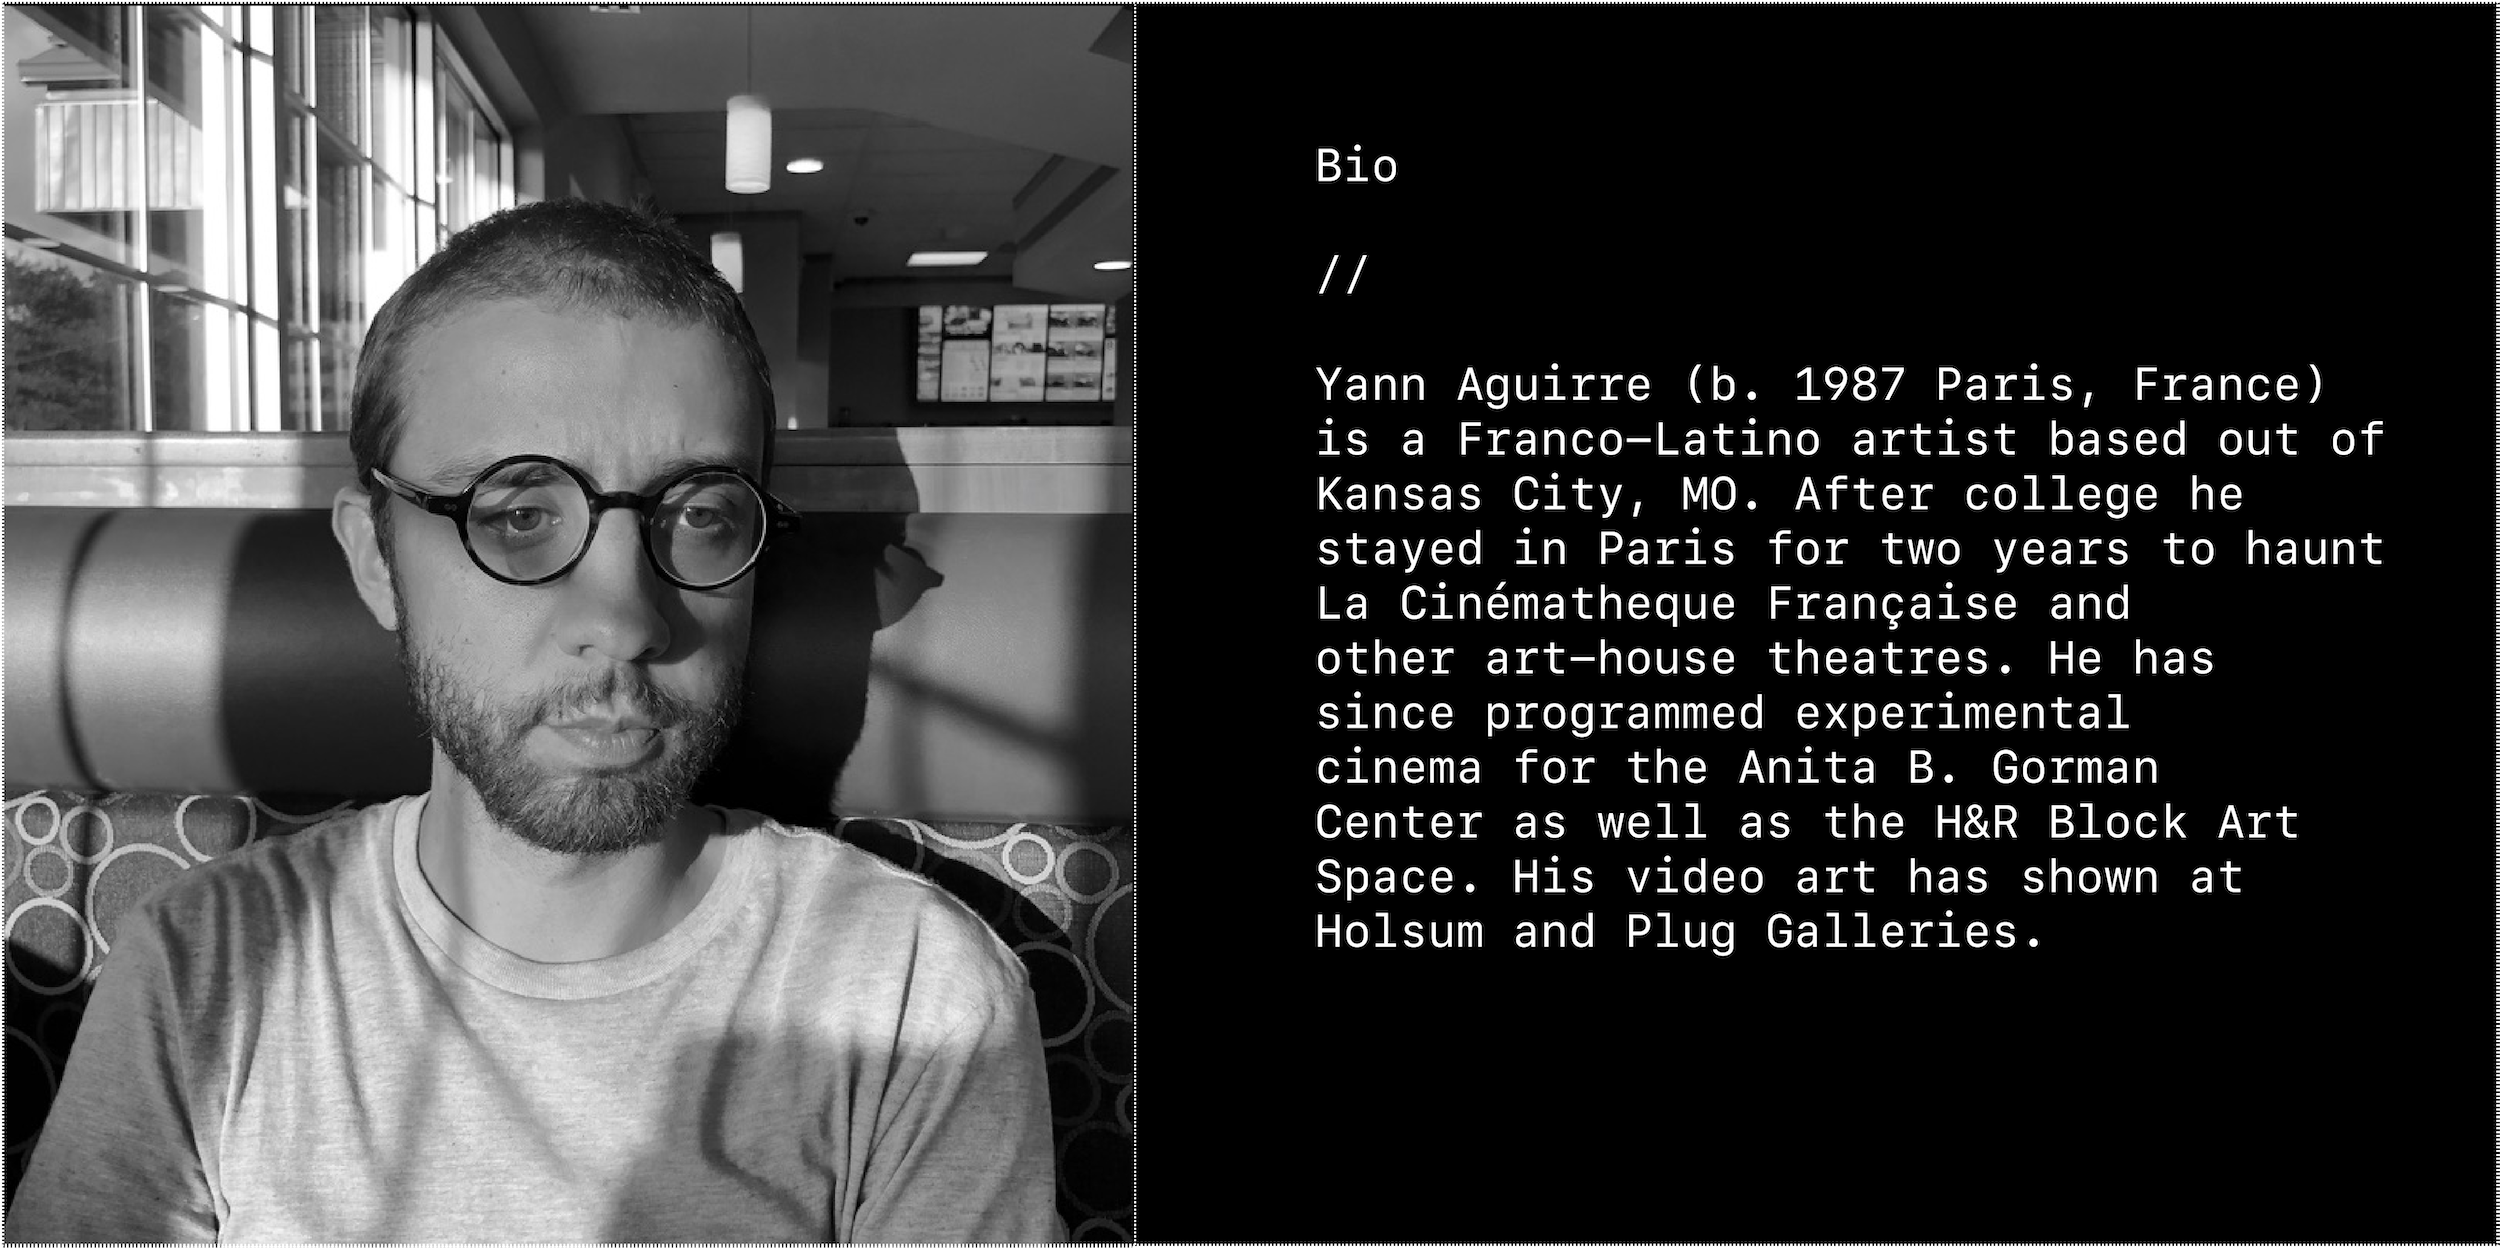 Bio
//
Yann Aguirre (b. 1987 Paris, France)
is a Franco–Latino artist based out of
Kansas City, MO. After college he
stayed in Paris for two years to haunt
La Cinématheque Française and
other art–house theatres. He has
since programmed experimental
cinema for the Anita B. Gorman
Center as well as the H&R Block Art
Space. His video art has shown at
Holsum and Plug Galleries.